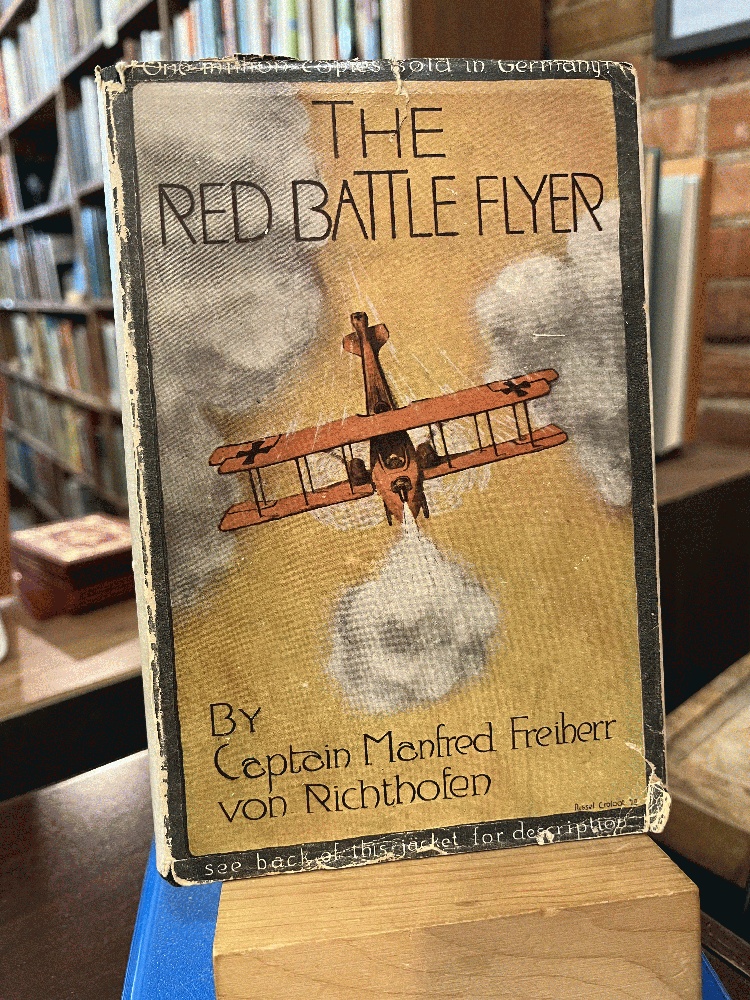 One million copies sold in Germany
THE
RED BATTLE FLYER
By
Captain Manfred Freiherr
von Richthofen
see back of this jacket for description